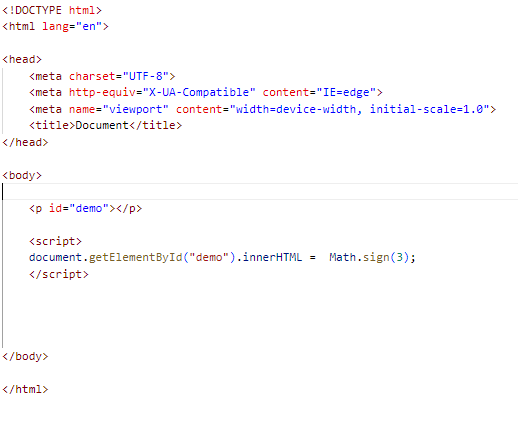 <!DOCTYPE html>
<html lang="en">
<head>
    <meta charset="UTF-8">
    <meta http-equiv="X-UA-Compatible" content="IE=edge">
    <meta name="viewport" content="width=device-width, initial-scale=1.0">
    <title>Document</title>
</head>
<body>
    <p id="demo"></p>
    <script>
    document.getElementById("demo").innerHTML =  Math.sign(3);
    </script>
</body>
</html>